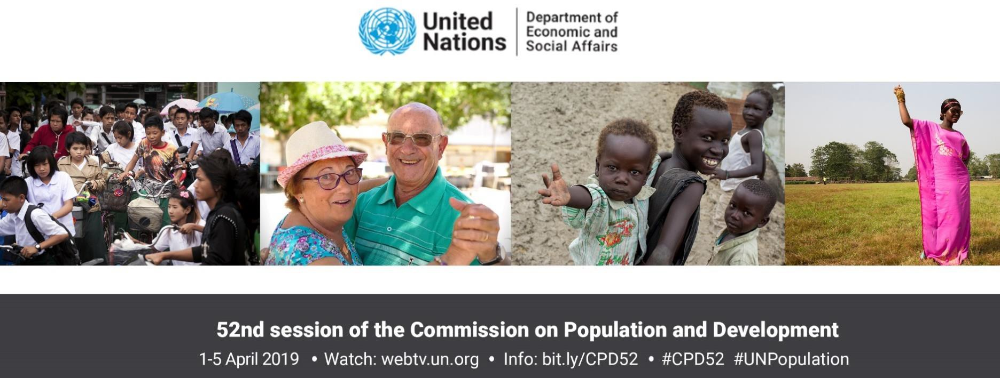 United
Nations
Department of
Economic and
Social Affairs
52nd session of the Commission on Population and Development
1-5 April 2019 • Watch: webtv.un.org • Info: bit.ly/CPD52 • #CPD52 #UNPopulation